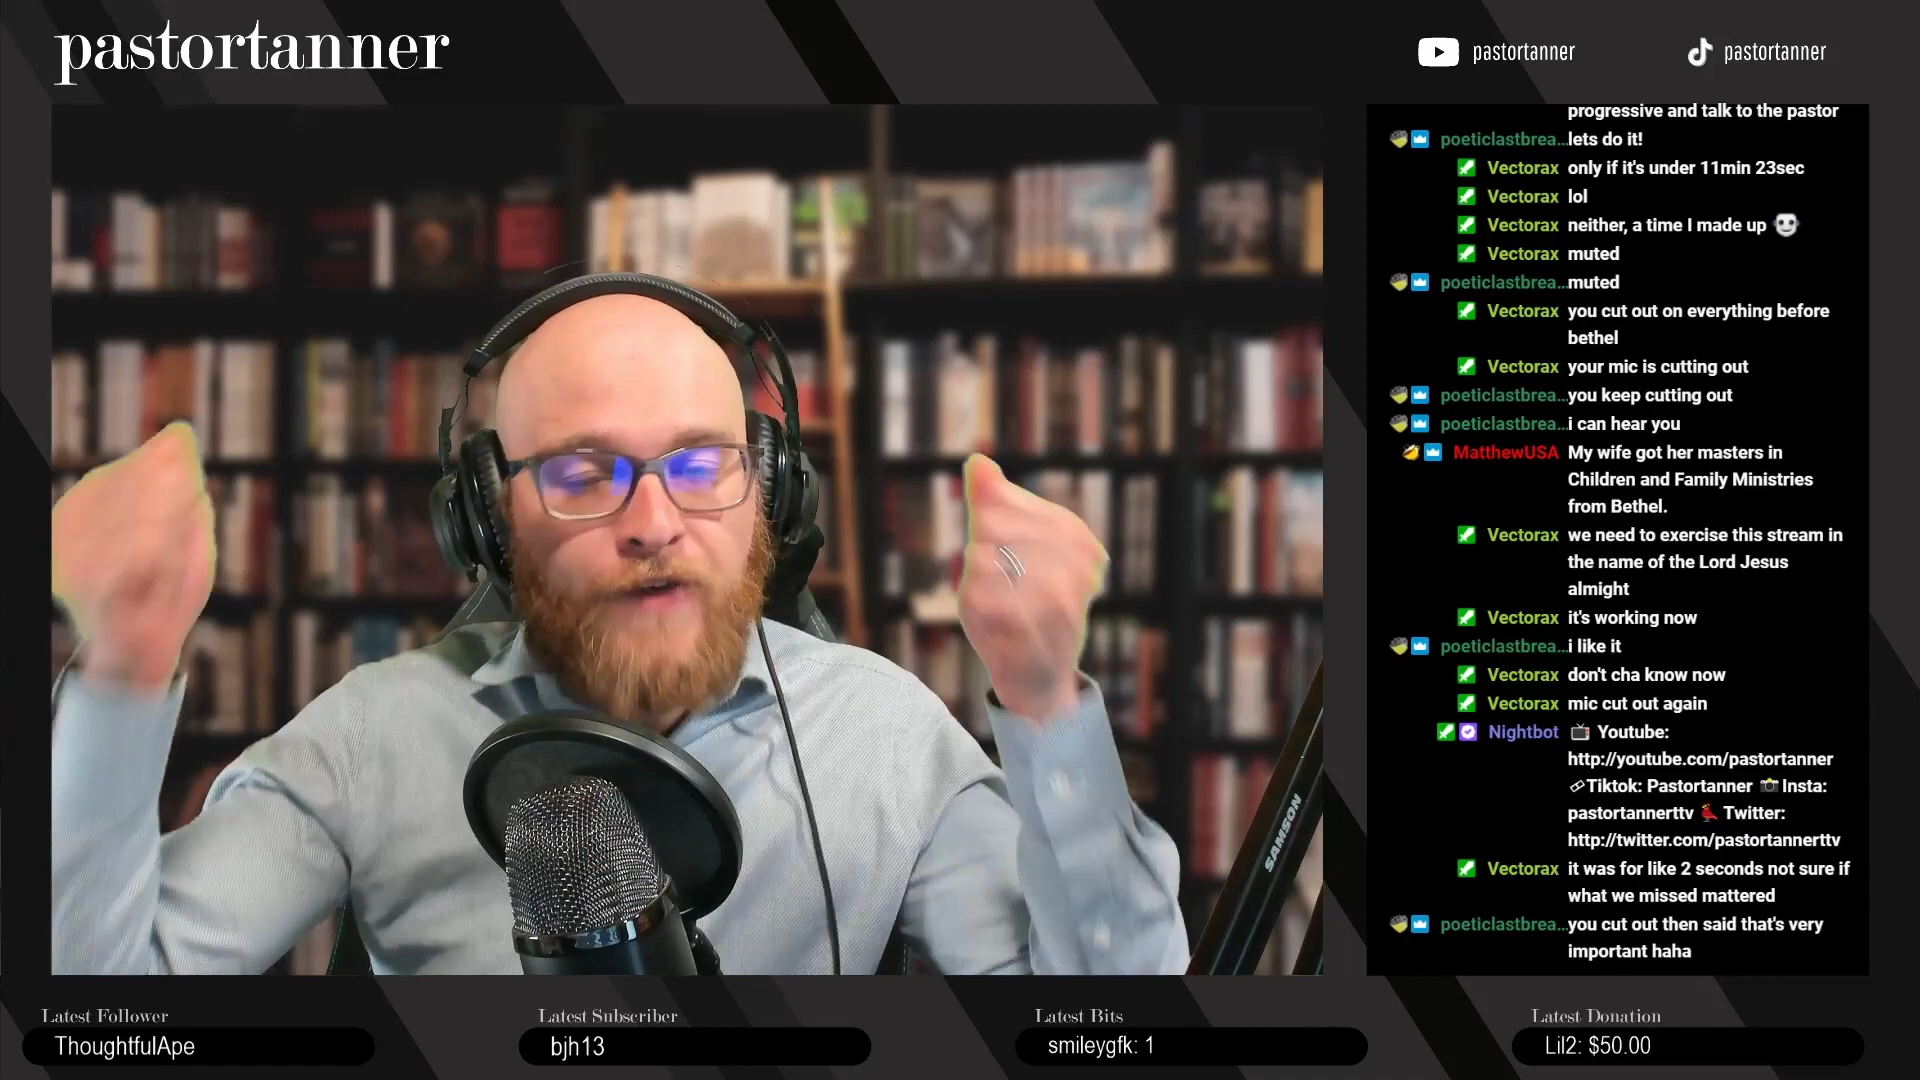 pastortanner
pastortanner
pastortanner
progressive and talk to the pastor
poeticlastbrea... lets do it!
Vectorax only if it's under 11min 23sec
Vectorax lol
Vectorax neither, a time I made up
Vectorax muted
poeticlastbrea... muted
Vectorax you cut out on everything before
bethel
Vectorax your mic is cutting out
poeticlastbrea... you keep cutting out
poeticlastbrea... i can hear you
MatthewUSA My wife got her masters in
Children and Family Ministries
from Bethel.
Vectorax we need to exercise this stream in
the name of the Lord Jesus
almight
Vectorax it's working now
poeticlastbrea... i like it
Vectorax don't cha know now
Vectorax mic cut out again
Nightbot 📺 Youtube:
http://youtube.com/pastortanner
Tiktok: Pastortanner 📸Insta:
pastortannerttv Twitter:
http://twitter.com/pastortannerttv
Vectorax it was for like 2 seconds not sure if
what we missed mattered
poeticlastbrea... you cut out then said that's very
important haha
SAMSON
Latest Follower
ThoughtfulApe
Latest Subscriber
bjh13
Latest Bits
smileygfk: 1
Latest Donation
Lil2: $50.00